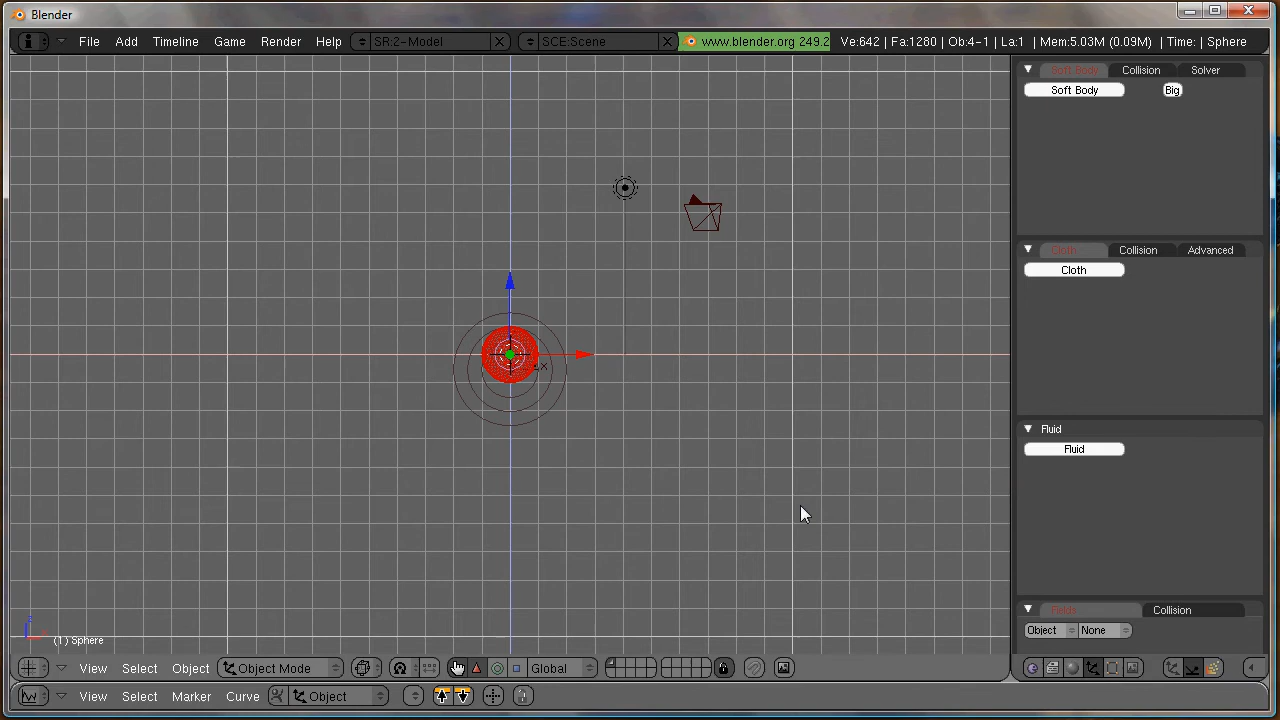 Blender
File Add Timeline Game Render Help SR:2-Model SCE:Scene www.blender.org 249.2 Ve:642 | Fa:1280 | Ob:4-1 | La:1 | Mem:5.03M (0.09M) | Time: | Sphere
Soft Body Collision Solver
Soft Body Big
Cloth Collision Advanced
Cloth
Fluid
Fluid
Fields Collision
Object None
x
z
(1) Sphere
View Select Object Object Mode Global
View Select Marker Curve Object